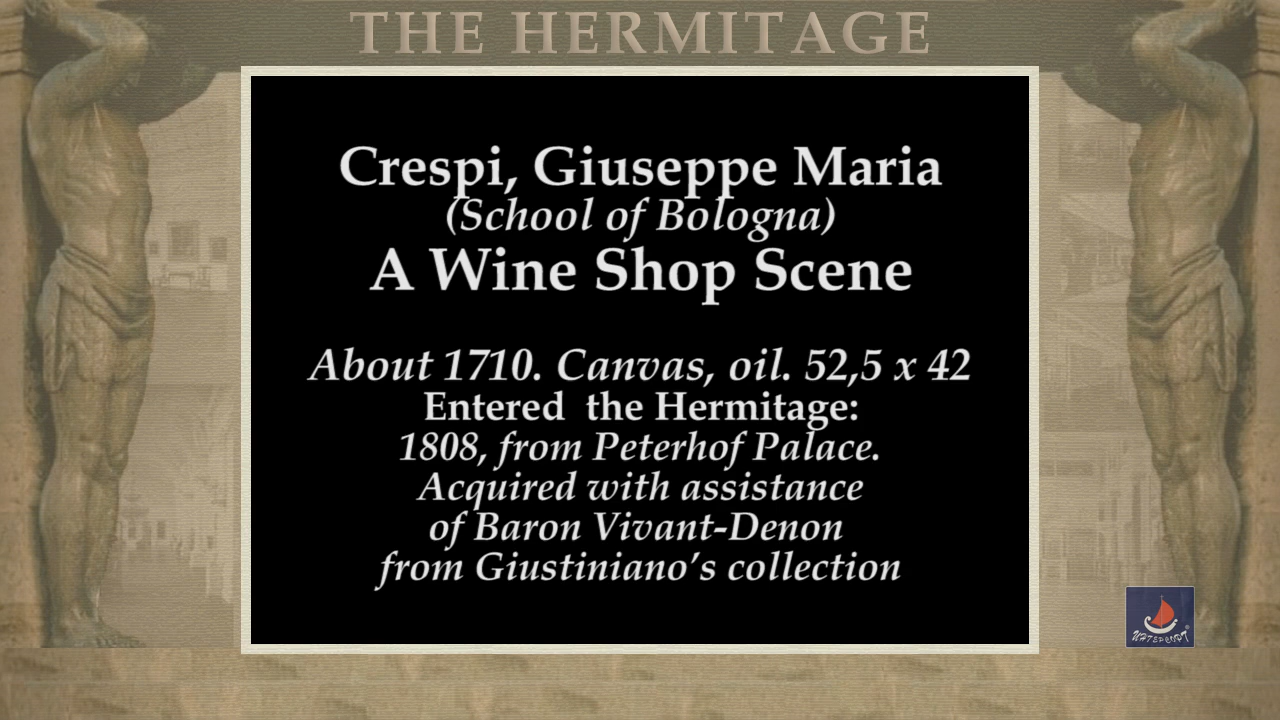 THE HERMITAGE
Crespi, Giuseppe Maria
(School of Bologna)
A Wine Shop Scene
About 1710. Canvas, oil. 52,5 x 42
Entered the Hermitage:
1808, from Peterhof Palace.
Acquired with assistance
of Baron Vivant-Denon
from Giustiniano’s collection